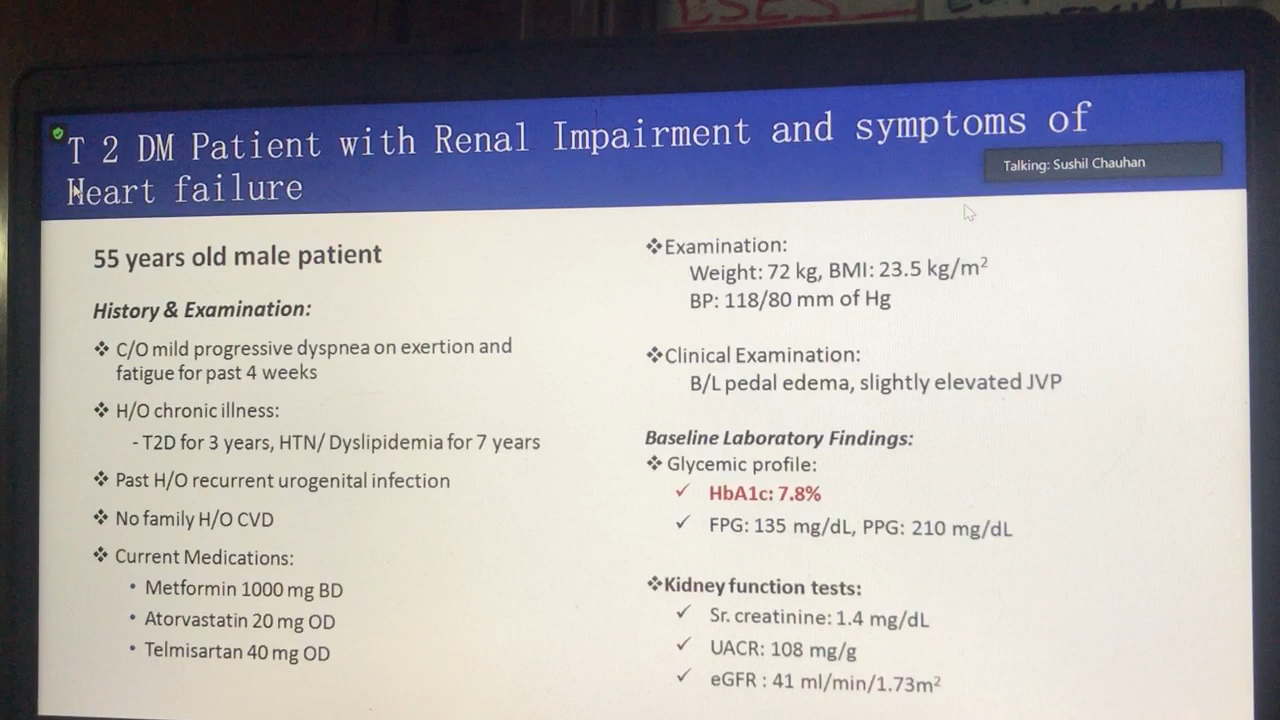 T 2 DM Patient with Renal Impairment and symptoms of
Heart failure
Talking: Sushil Chauhan
55 years old male patient
History & Examination:
❖ C/O mild progressive dyspnea on exertion and
fatigue for past 4 weeks
❖ H/O chronic illness:
- T2D for 3 years, HTN/ Dyslipidemia for 7 years
❖ Past H/O recurrent urogenital infection
❖ No family H/O CVD
❖ Current Medications:
• Metformin 1000 mg BD
• Atorvastatin 20 mg OD
• Telmisartan 40 mg OD
❖Examination:
Weight: 72 kg, BMI: 23.5 kg/m²
BP: 118/80 mm of Hg
❖Clinical Examination:
B/L pedal edema, slightly elevated JVP
Baseline Laboratory Findings:
❖ Glycemic profile:
✓ HbA1c: 7.8%
✓ FPG: 135 mg/dL, PPG: 210 mg/dL
❖Kidney function tests:
✓ Sr. creatinine: 1.4 mg/dL
✓ UACR: 108 mg/g
✓ eGFR : 41 ml/min/1.73m²